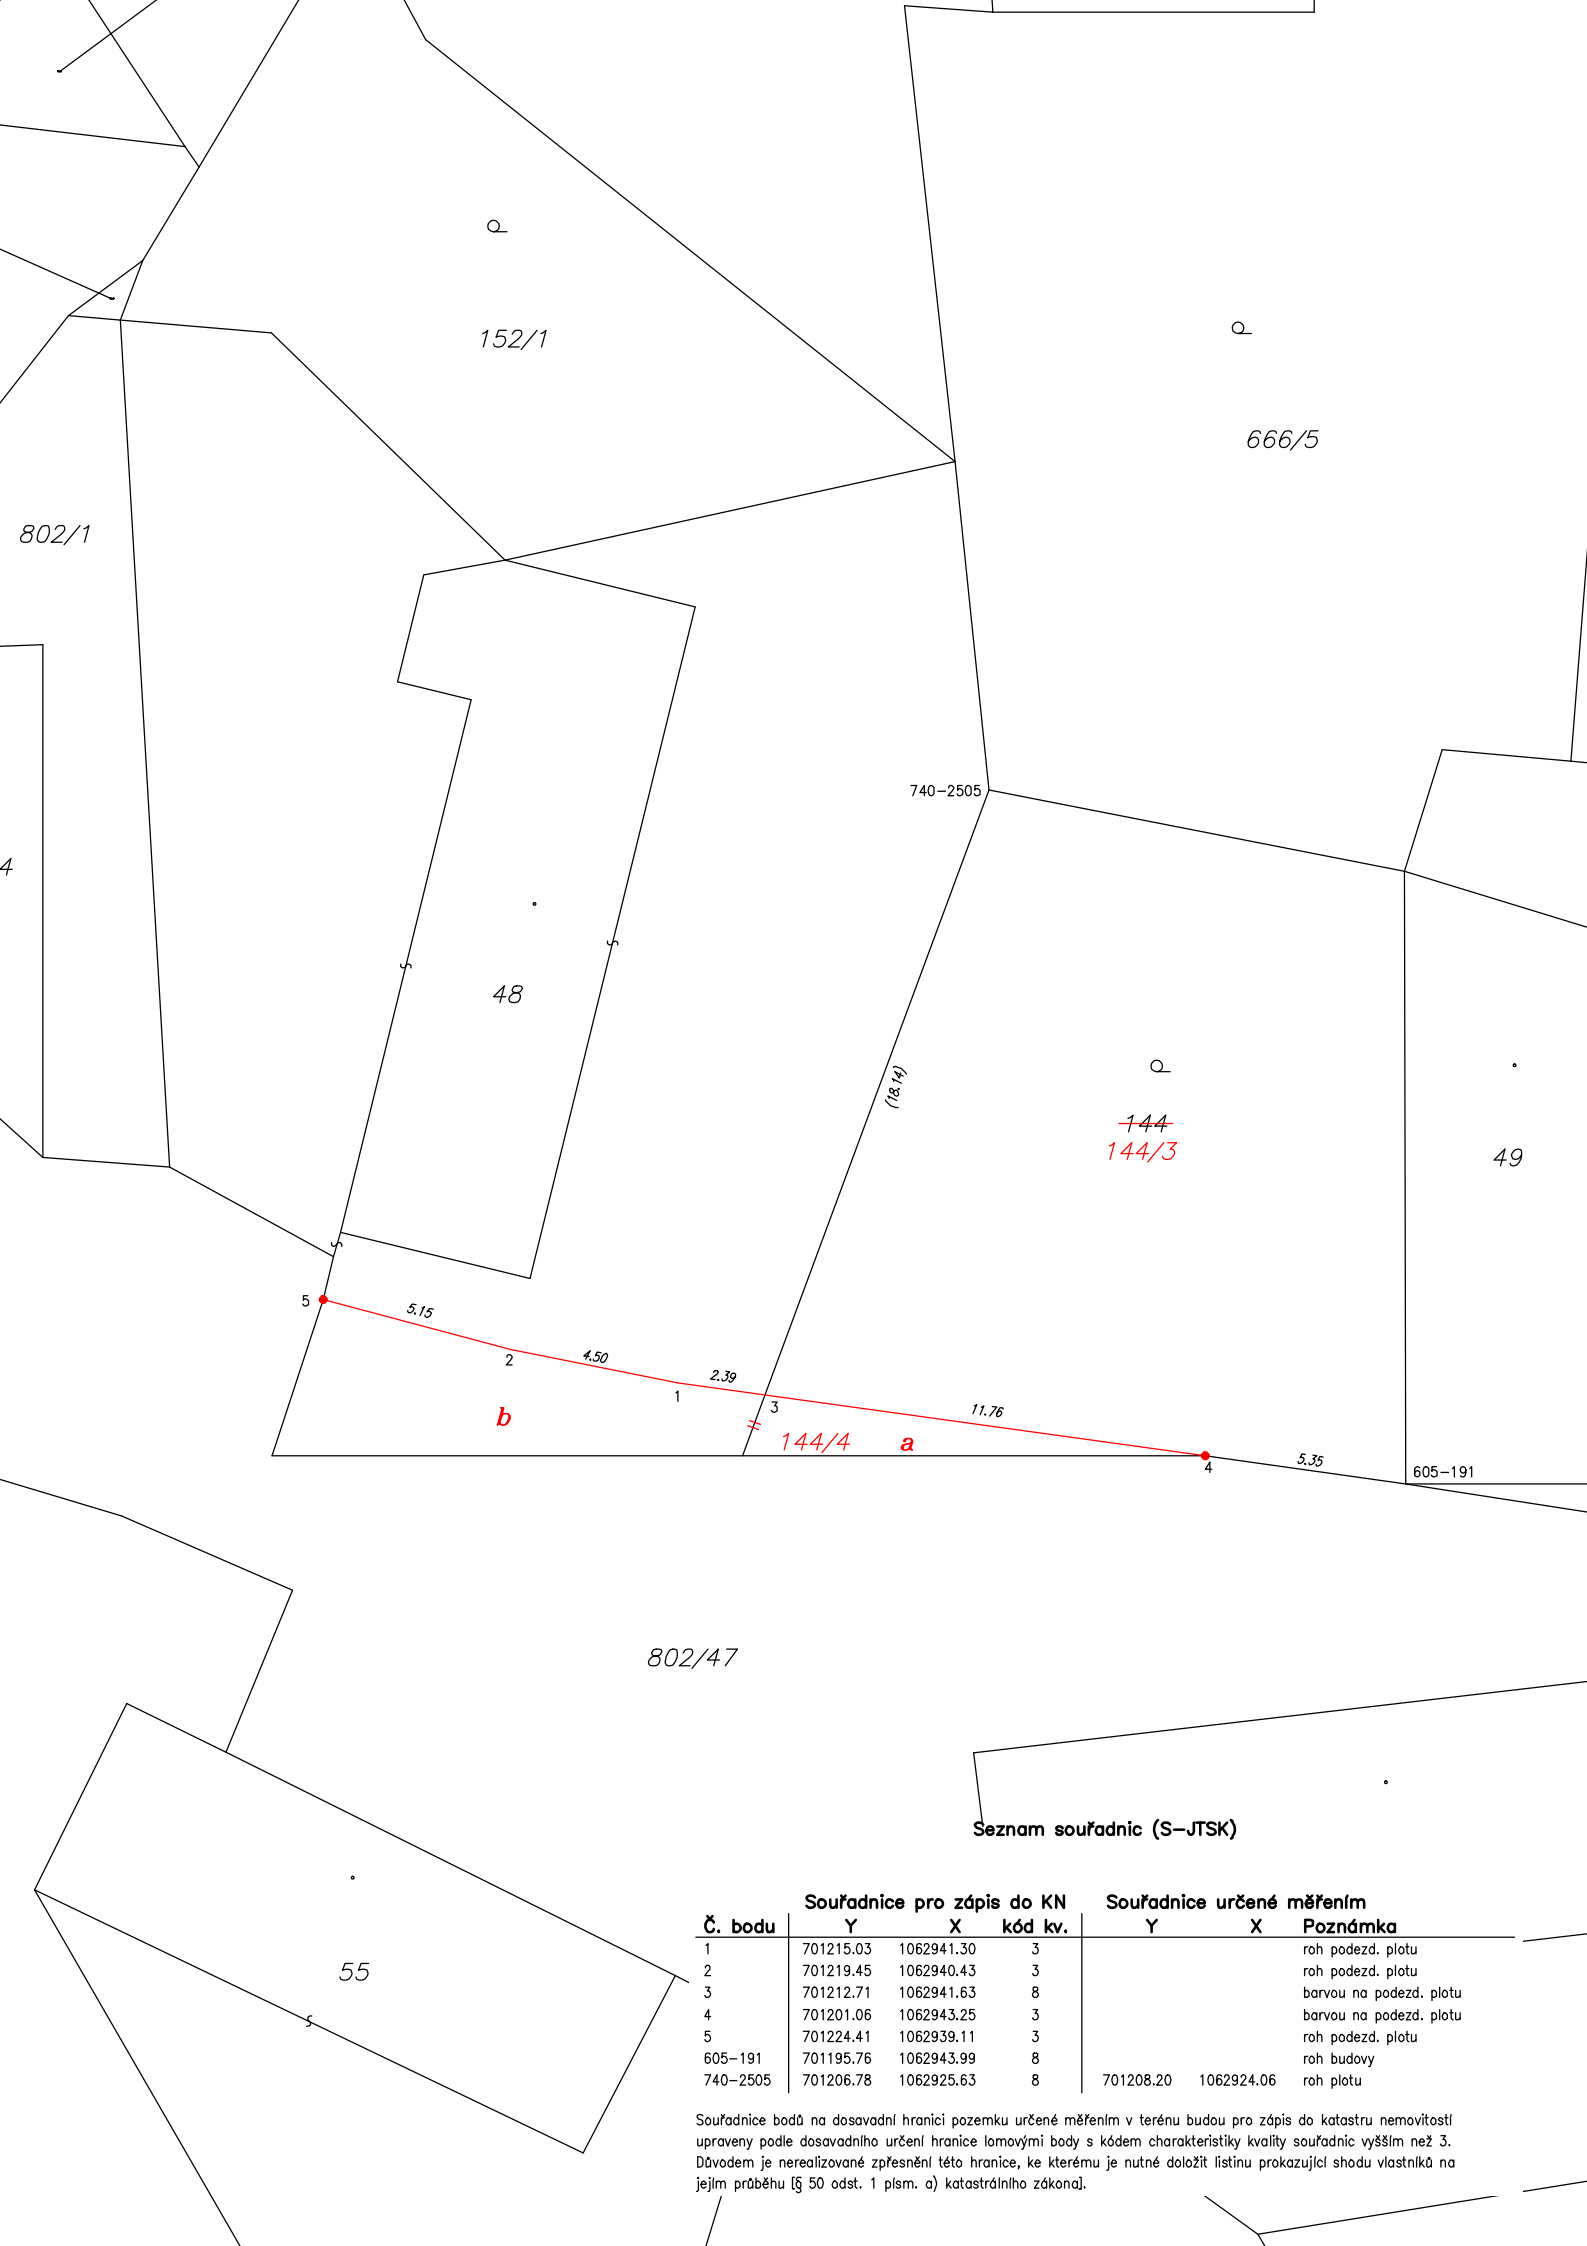 152/1
666/5
802/1
740-2505
4
48
(18.14)
144
144/3
49
5
5.15
2
4.50
2.39
1
3
11.76
b
144/4
a
4
5.35
605-191
802/47
55
Seznam souřadnic (S-JTSK)
Souřadnice pro zápis do KN Souřadnice určené měřením
Č. bodu Y X kód kv. Y X Poznámka
1 701215.03 1062941.30 3 roh podezd. plotu
2 701219.45 1062940.43 3 roh podezd. plotu
3 701212.71 1062941.63 8 barvou na podezd. plotu
4 701201.06 1062943.25 3 barvou na podezd. plotu
5 701224.41 1062939.11 3 roh podezd. plotu
605-191 701195.76 1062943.99 8 roh budovy
740-2505 701206.78 1062925.63 8 701208.20 1062924.06 roh plotu
Souřadnice bodů na dosavadní hranici pozemku určené měřením v terénu budou pro zápis do katastru nemovitostí
upraveny podle dosavadního určení hranice lomovými body s kódem charakteristiky kvality souřadnic vyšším než 3.
Důvodem je nerealizované zpřesnění této hranice, ke kterému je nutné doložit listinu prokazující shodu vlastníků na
jejím průběhu [§ 50 odst. 1 písm. a) katastrálního zákona].